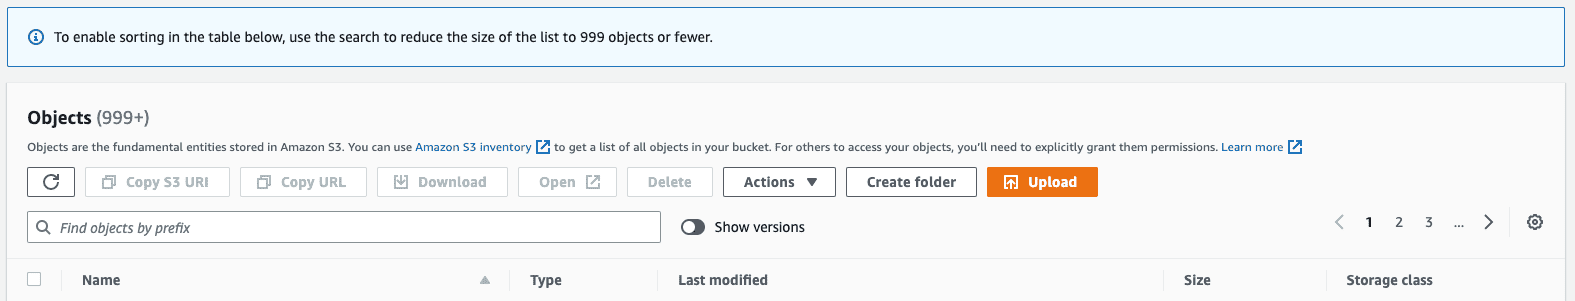 To enable sorting in the table below, use the search to reduce the size of the list to 999 objects or fewer.
Objects (999+)
Objects are the fundamental entities stored in Amazon S3. You can use Amazon S3 inventory to get a list of all objects in your bucket. For others to access your objects, you'll need to explicitly grant them permissions. Learn more
Copy S3 URI Copy URL Download Open Delete Actions Create folder Upload
Find objects by prefix Show versions 1 2 3 ...
Name Type Last modified Size Storage class